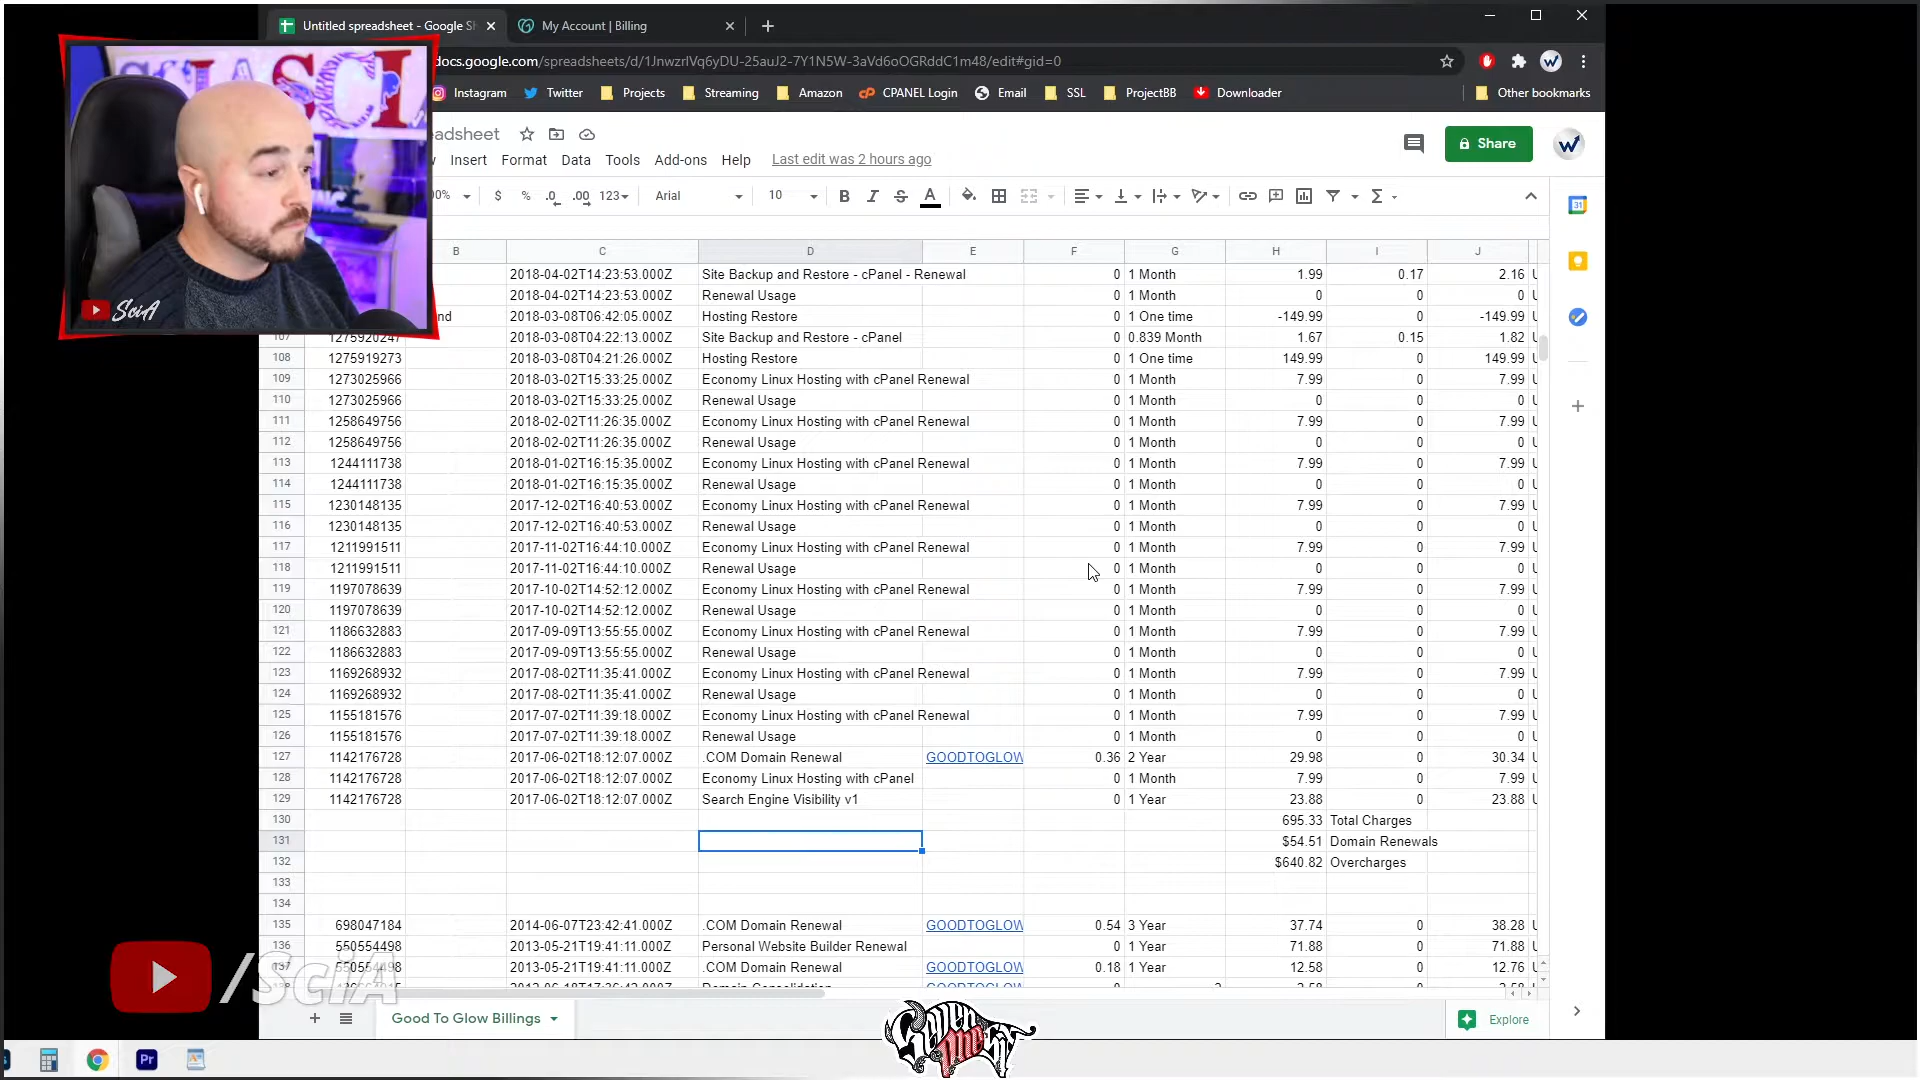 Untitled spreadsheet - Google Sh
My Account | Billing
docs.google.com/spreadsheets/d/1JnwzrIVq6yDU-25auJ2-7Y1N5W-3aVd6oOGRddC1m48/edit#gid=0
Instagram Twitter Projects Streaming Amazon CPANEL Login Email SSL ProjectBB Downloader Other bookmarks
eadsheet
Share
Insert Format Data Tools Add-ons Help Last edit was 2 hours ago
$ % .0 .00 123 Arial 10 B I S A
SciA
B C D E F G H I J
2018-04-02T14:23:53.000Z Site Backup and Restore - cPanel - Renewal 0 1 Month 1.99 0.17 2.16 U
2018-04-02T14:23:53.000Z Renewal Usage 0 1 Month 0 0 0 U
nd 2018-03-08T06:42:05.000Z Hosting Restore 0 1 One time -149.99 0 -149.99 U
107 1275920247 2018-03-08T04:22:13.000Z Site Backup and Restore - cPanel 0 0.839 Month 1.67 0.15 1.82 U
108 1275919273 2018-03-08T04:21:26.000Z Hosting Restore 0 1 One time 149.99 0 149.99 U
109 1273025966 2018-03-02T15:33:25.000Z Economy Linux Hosting with cPanel Renewal 0 1 Month 7.99 0 7.99 U
110 1273025966 2018-03-02T15:33:25.000Z Renewal Usage 0 1 Month 0 0 0 U
111 1258649756 2018-02-02T11:26:35.000Z Economy Linux Hosting with cPanel Renewal 0 1 Month 7.99 0 7.99 U
112 1258649756 2018-02-02T11:26:35.000Z Renewal Usage 0 1 Month 0 0 0 U
113 1244111738 2018-01-02T16:15:35.000Z Economy Linux Hosting with cPanel Renewal 0 1 Month 7.99 0 7.99 U
114 1244111738 2018-01-02T16:15:35.000Z Renewal Usage 0 1 Month 0 0 0 U
115 1230148135 2017-12-02T16:40:53.000Z Economy Linux Hosting with cPanel Renewal 0 1 Month 7.99 0 7.99 U
116 1230148135 2017-12-02T16:40:53.000Z Renewal Usage 0 1 Month 0 0 0 U
117 1211991511 2017-11-02T16:44:10.000Z Economy Linux Hosting with cPanel Renewal 0 1 Month 7.99 0 7.99 U
118 1211991511 2017-11-02T16:44:10.000Z Renewal Usage 0 1 Month 0 0 0 U
119 1197078639 2017-10-02T14:52:12.000Z Economy Linux Hosting with cPanel Renewal 0 1 Month 7.99 0 7.99 U
120 1197078639 2017-10-02T14:52:12.000Z Renewal Usage 0 1 Month 0 0 0 U
121 1186632883 2017-09-09T13:55:55.000Z Economy Linux Hosting with cPanel Renewal 0 1 Month 7.99 0 7.99 U
122 1186632883 2017-09-09T13:55:55.000Z Renewal Usage 0 1 Month 0 0 0 U
123 1169268932 2017-08-02T11:35:41.000Z Economy Linux Hosting with cPanel Renewal 0 1 Month 7.99 0 7.99 U
124 1169268932 2017-08-02T11:35:41.000Z Renewal Usage 0 1 Month 0 0 0 U
125 1155181576 2017-07-02T11:39:18.000Z Economy Linux Hosting with cPanel Renewal 0 1 Month 7.99 0 7.99 U
126 1155181576 2017-07-02T11:39:18.000Z Renewal Usage 0 1 Month 0 0 0 U
127 1142176728 2017-06-02T18:12:07.000Z .COM Domain Renewal GOODTOGLOW 0.36 2 Year 29.98 0 30.34 U
128 1142176728 2017-06-02T18:12:07.000Z Economy Linux Hosting with cPanel 0 1 Month 7.99 0 7.99 U
129 1142176728 2017-06-02T18:12:07.000Z Search Engine Visibility v1 0 1 Year 23.88 0 23.88 U
130 695.33 Total Charges
131 $54.51 Domain Renewals
132 $640.82 Overcharges
133
134
135 698047184 2014-06-07T23:42:41.000Z .COM Domain Renewal GOODTOGLOW 0.54 3 Year 37.74 0 38.28 U
136 550554498 2013-05-21T19:41:11.000Z Personal Website Builder Renewal 0 1 Year 71.88 0 71.88 U
137 550554498 2013-05-21T19:41:11.000Z .COM Domain Renewal GOODTOGLOW 0.18 1 Year 12.58 0 12.76 U
/SciA
Good To Glow Billings
Explore
Pr